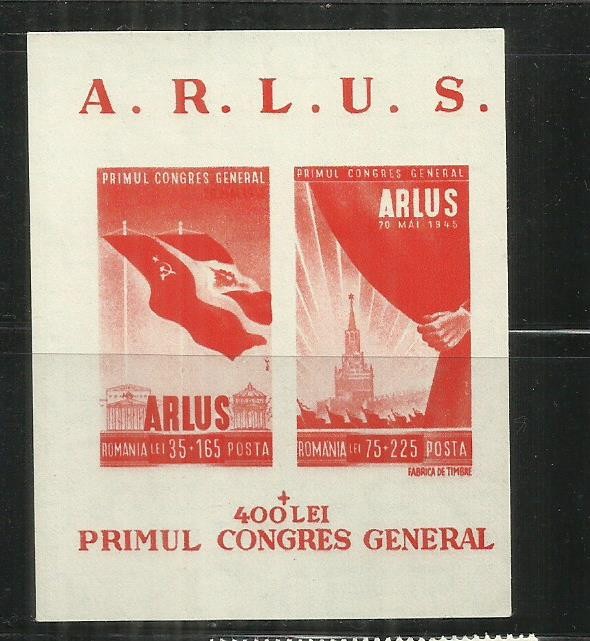 A. R. L. U. S.
PRIMUL CONGRES GENERAL
ARLUS
ROMANIA LEI 35+165 POSTA
PRIMUL CONGRES GENERAL
ARLUS
20 MAI 1945
ROMANIA LEI 75+225 POSTA
FABRICA DE TIMBRE
+
400 LEI
PRIMUL CONGRES GENERAL